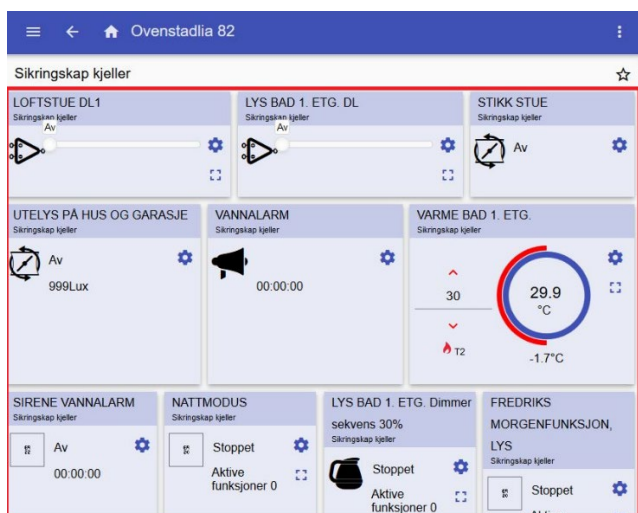 Ovenstadlia 82
Sikringskap kjeller
LOFTSTUE DL1
Sikringskap kjeller
Av
LYS BAD 1. ETG. DL
Sikringskap kjeller
Av
STIKK STUE
Sikringskap kjeller
Av
UTELYS PÅ HUS OG GARASJE
Sikringskap kjeller
Av
999Lux
VANNALARM
Sikringskap kjeller
00:00:00
VARME BAD 1. ETG.
Sikringskap kjeller
30
T2
29.9
°C
-1.7°C
SIRENE VANNALARM
Sikringskap kjeller
Av
00:00:00
NATTMODUS
Sikringskap kjeller
Stoppet
Aktive
funksjoner 0
LYS BAD 1. ETG. Dimmer
sekvens 30%
Sikringskap kjeller
Stoppet
Aktive
funksjoner 0
FREDRIKS
MORGENFUNKSJON,
LYS
Sikringskap kjeller
Stoppet